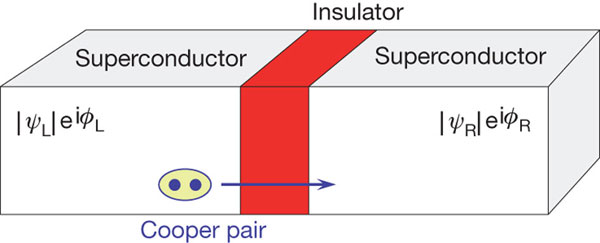 Insulator
Superconductor
Superconductor
|ψL|eiϕL
|ψR|eiϕR
Cooper pair